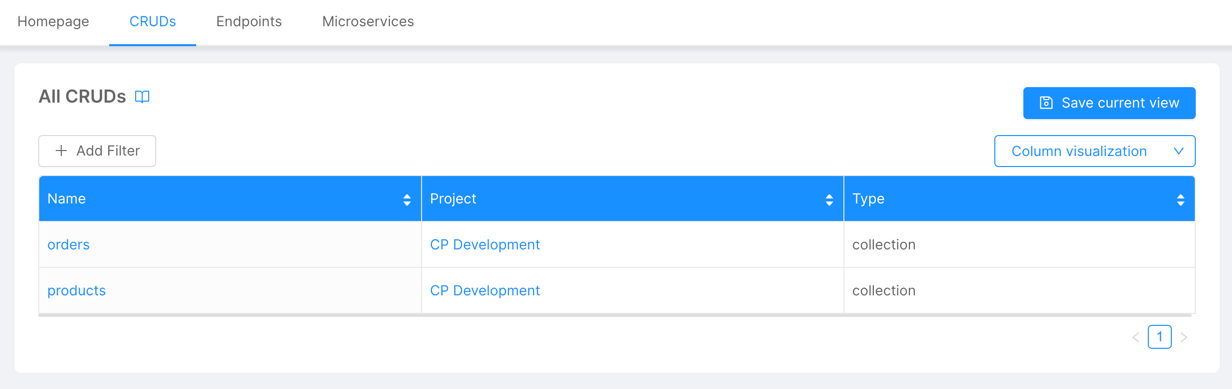 Homepage CRUDs Endpoints Microservices
All CRUDs
Save current view
Add Filter
Column visualization
Name Project Type
orders CP Development collection
products CP Development collection
1